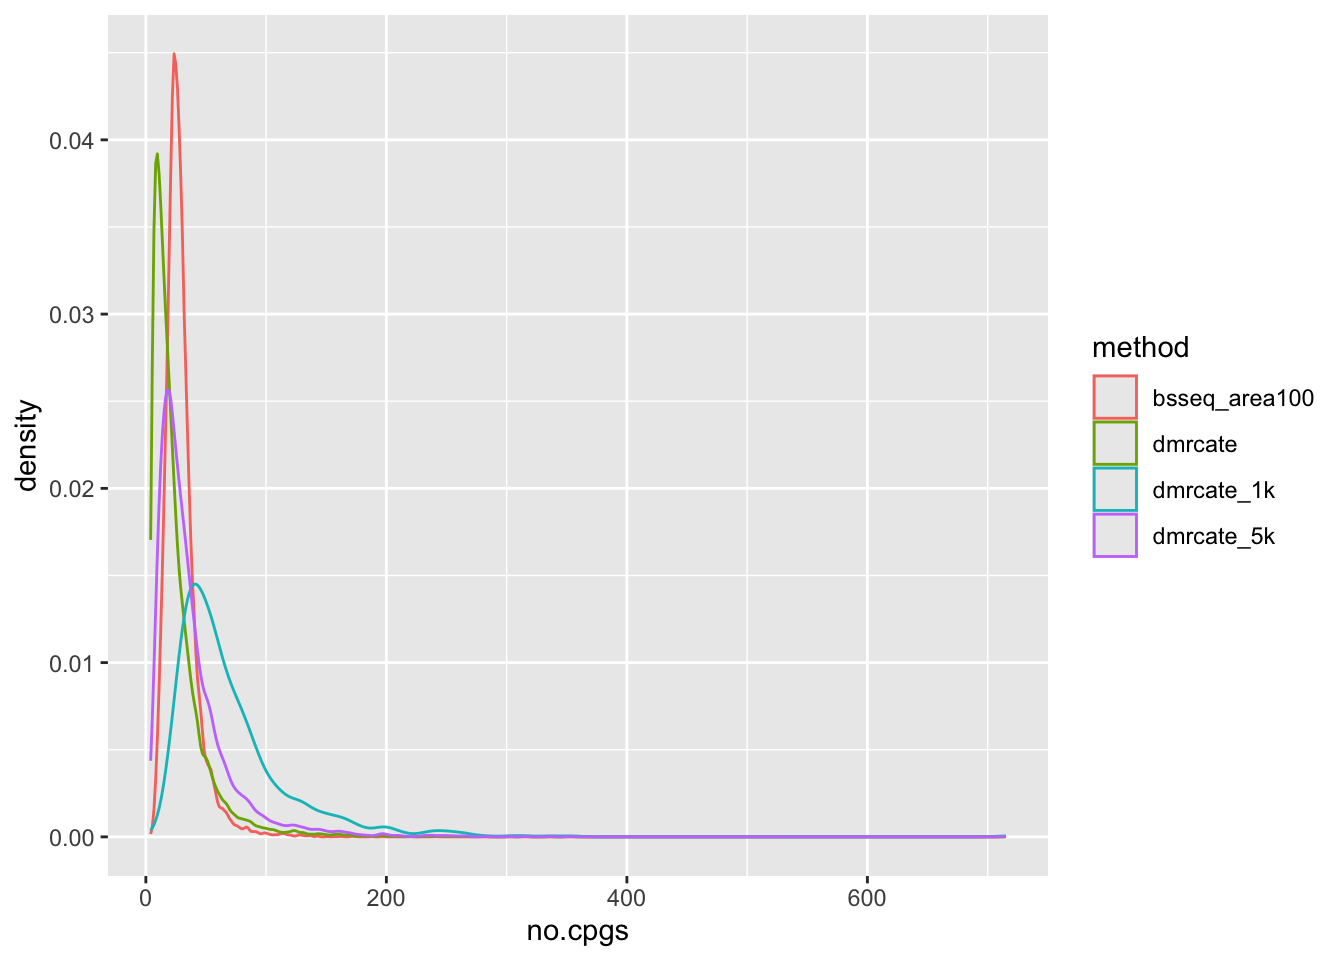 0.04
0.03
0.02
0.01
0.00
density
0
200
400
600
no.cpgs
method
bsseq_area100
dmrcate
dmrcate_1k
dmrcate_5k